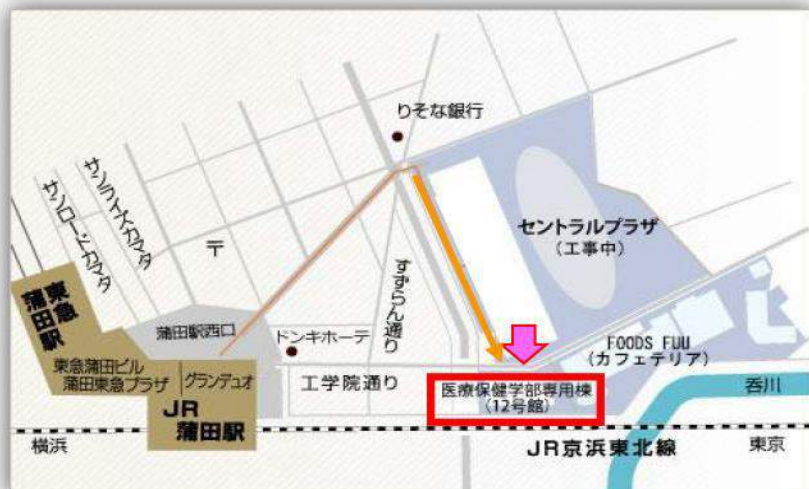 りそな銀行
サンライズカマタ
サンロードカマタ
〒
セントラルプラザ
(工事中)
すずらん通り
東急
蒲田駅
蒲田駅西口
ドンキホーテ
FOODS FUU
(カフェテリア)
東急蒲田ビル
蒲田東急プラザ
グランデュオ
工学院通り
医療保健学部専用棟
(12号館)
呑川
JR
蒲田駅
横浜
JR京浜東北線
東京